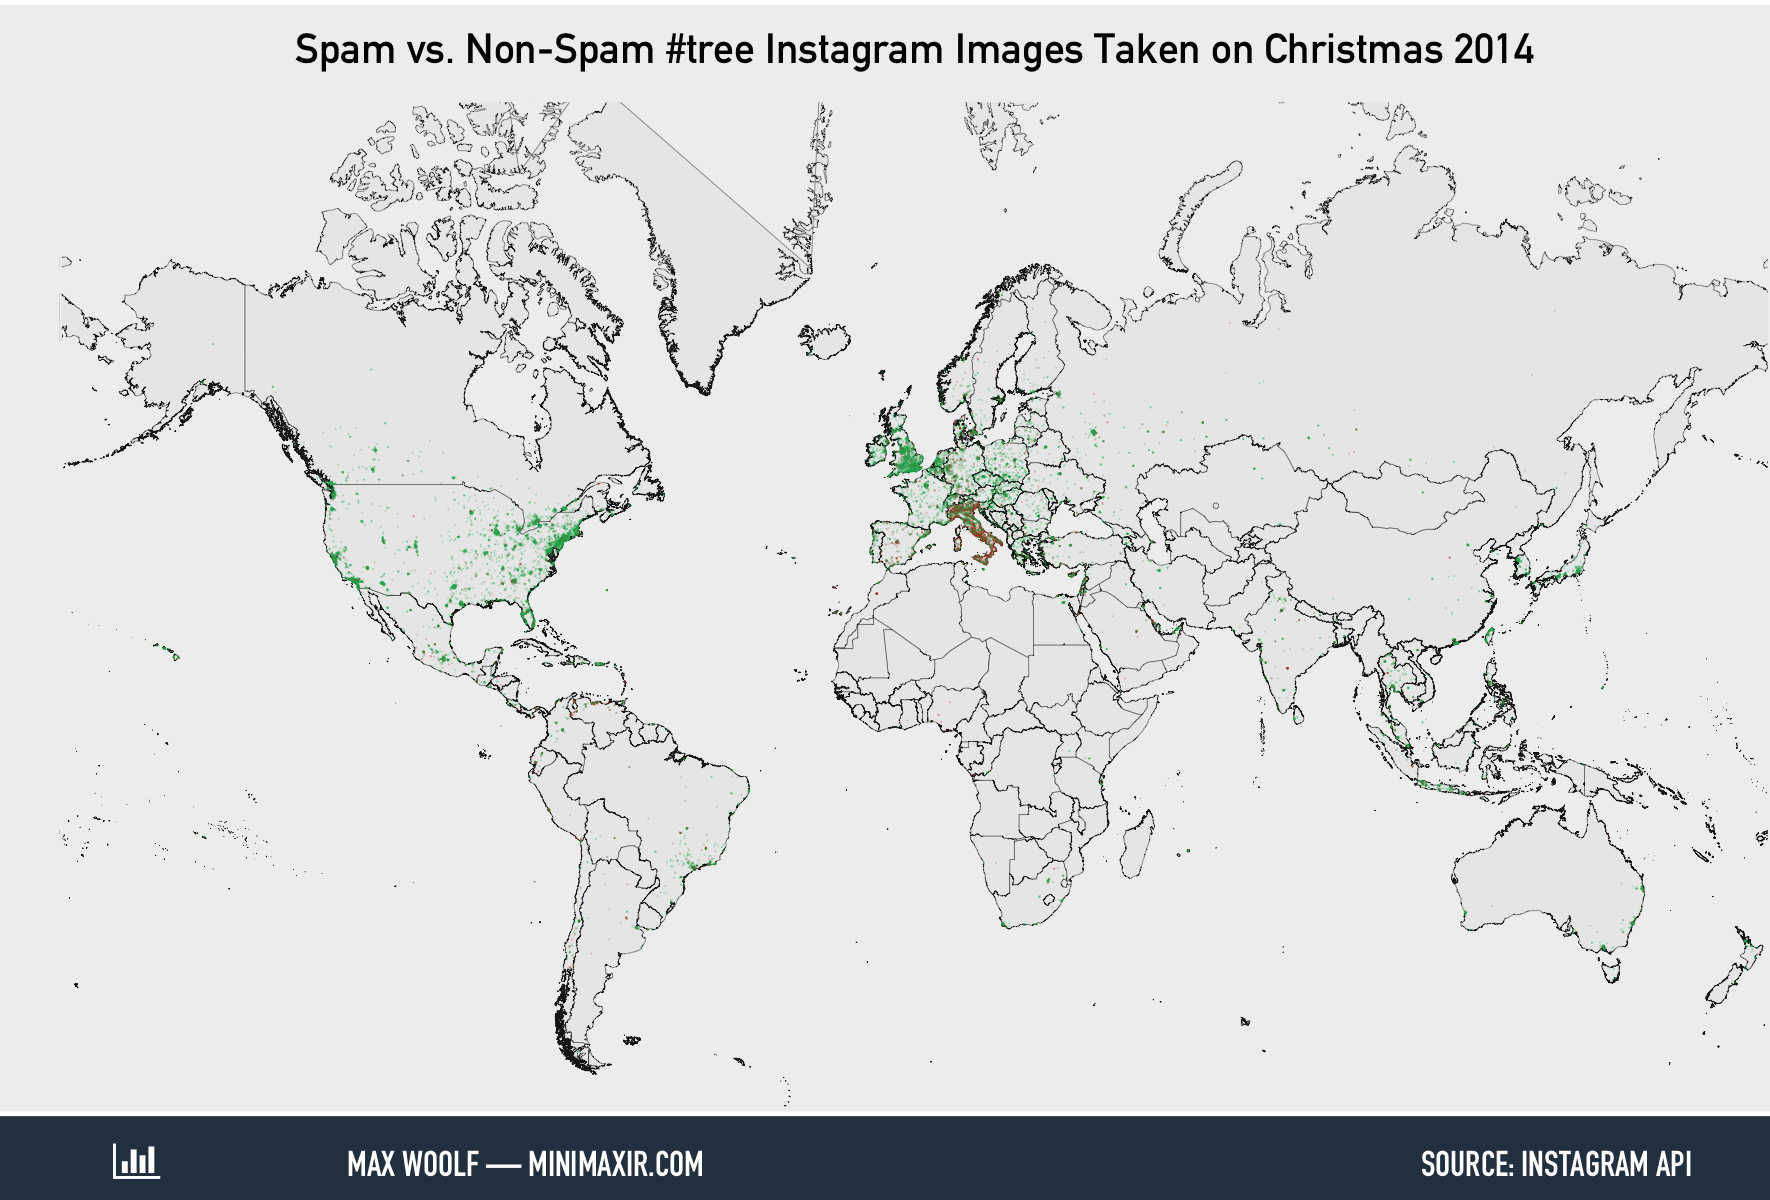 Spam vs. Non-Spam #tree Instagram Images Taken on Christmas 2014
MAX WOOLF — MINIMAXIR.COM
SOURCE: INSTAGRAM API